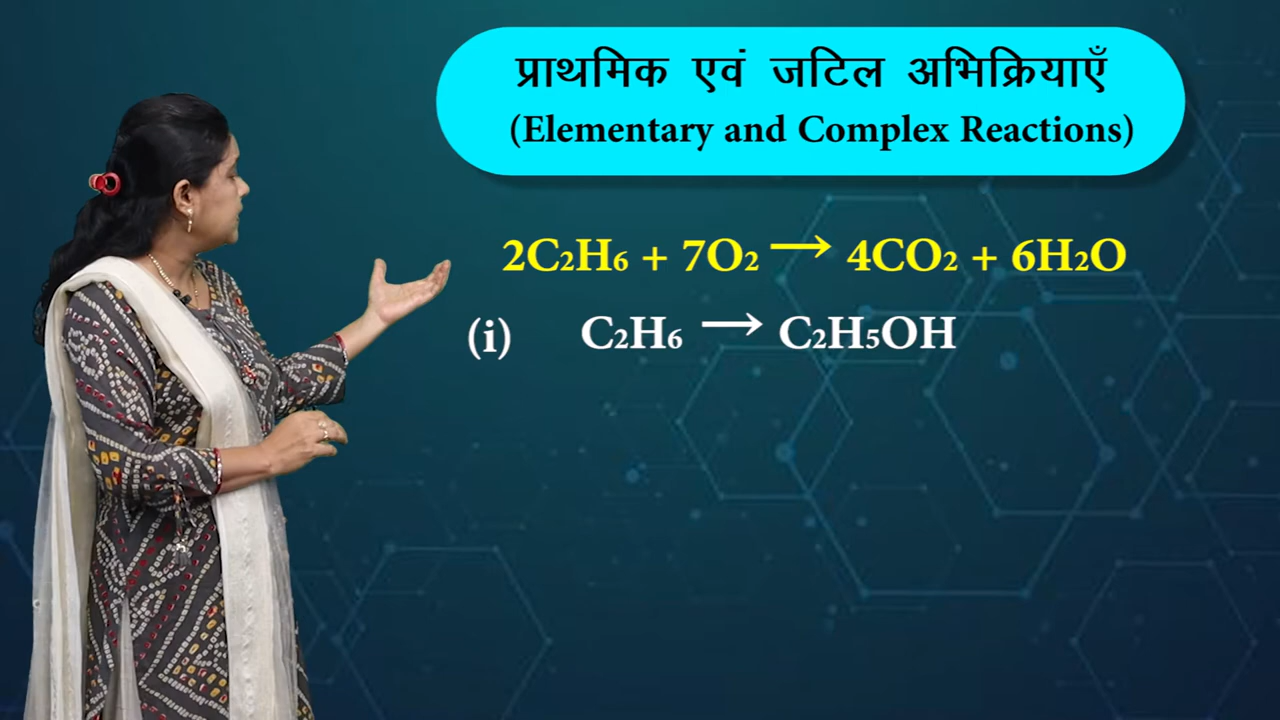 प्राथमिक एवं जटिल अभिक्रियाएँ
(Elementary and Complex Reactions)
2C₂H₆ + 7O₂ → 4CO₂ + 6H₂O
(i) C₂H₆ → C₂H₅OH